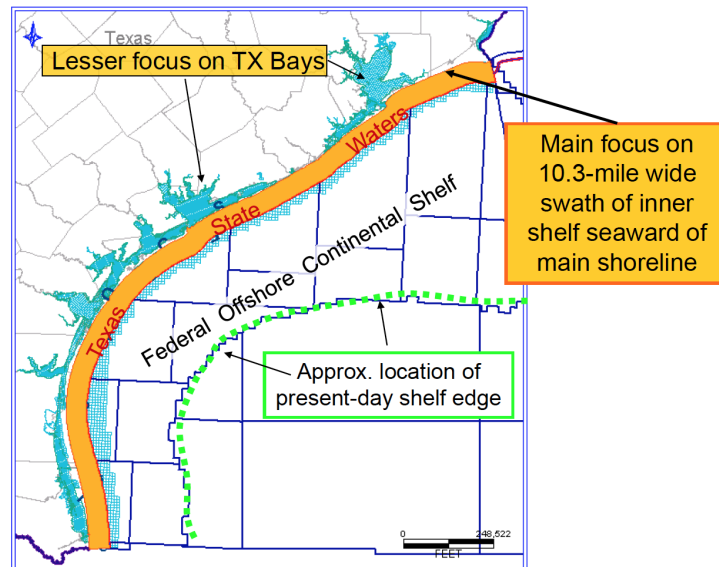 Texas
Lesser focus on TX Bays
Main focus on
10.3-mile wide
swath of inner
shelf seaward of
main shoreline
Texas State Waters
Federal Offshore Continental Shelf
Approx. location of
present-day shelf edge
0 248,522
FEET